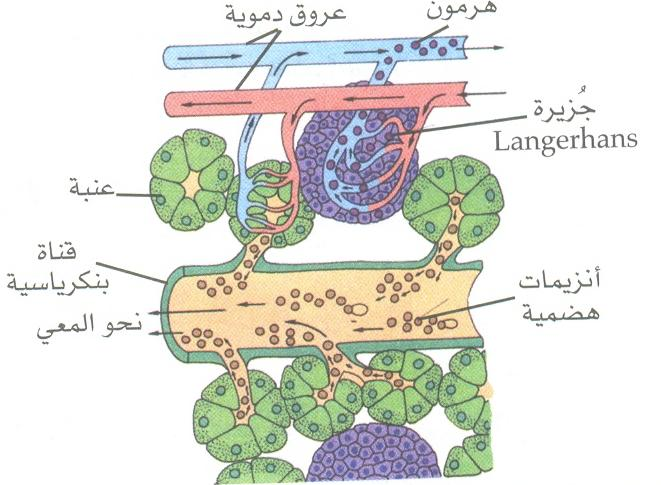 هرمون
عروق دموية
جُزيرة
Langerhans
عنبة
قناة
بنكرياسية
أنزيمات
هضمية
نحو المعي